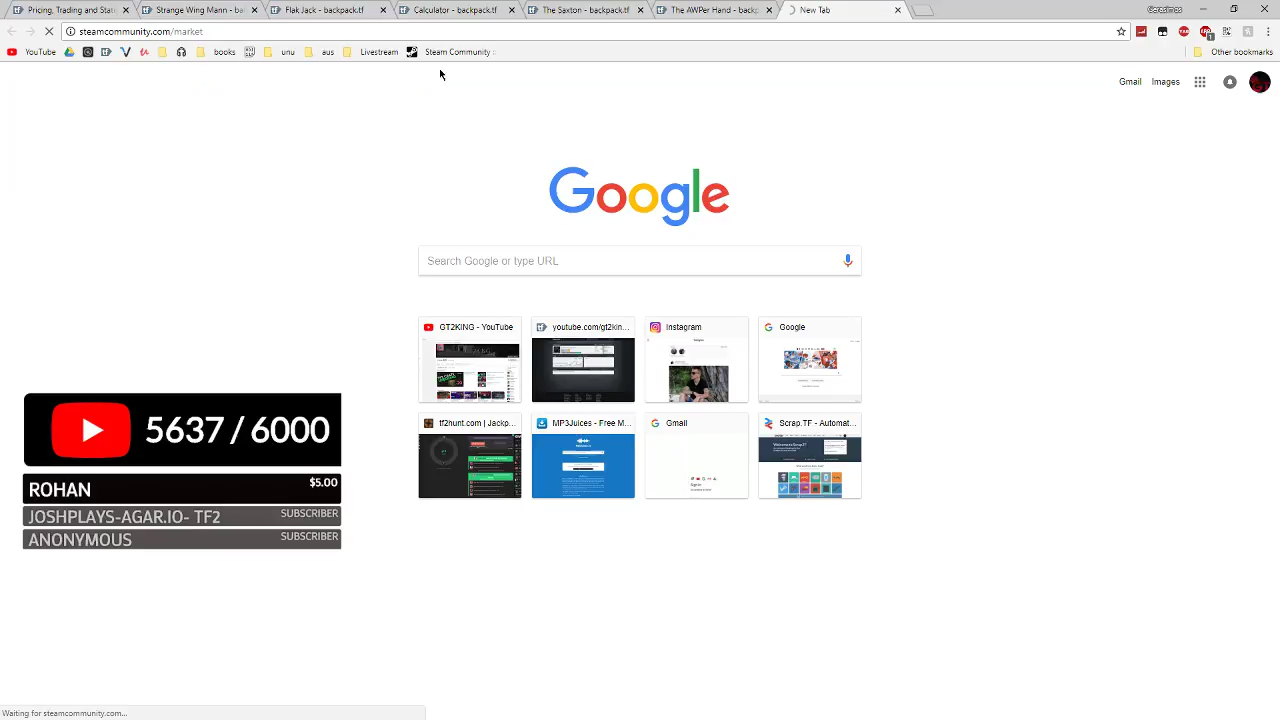 Pricing, Trading and Stati
Strange Wing Mann - ba
Flak Jack - backpack.tf
Calculator - backpack.tf
The Saxton - backpack.tf
The AWPer Hand - backp
New Tab
Gerasimos
steamcommunity.com/market
YouTube
books
unu
aus
Livestream
Steam Community ::
Other bookmarks
Gmail
Images
Google
Search Google or type URL
GT2KING - YouTube
youtube.com/gt2kin...
Instagram
Google
tf2hunt.com | Jackp...
MP3Juices - Free M...
Gmail
Scrap.TF - Automat...
5637 / 6000
ROHAN $5.00
JOSHPLAYS-AGAR.IO- TF2 SUBSCRIBER
ANONYMOUS SUBSCRIBER
Waiting for steamcommunity.com...